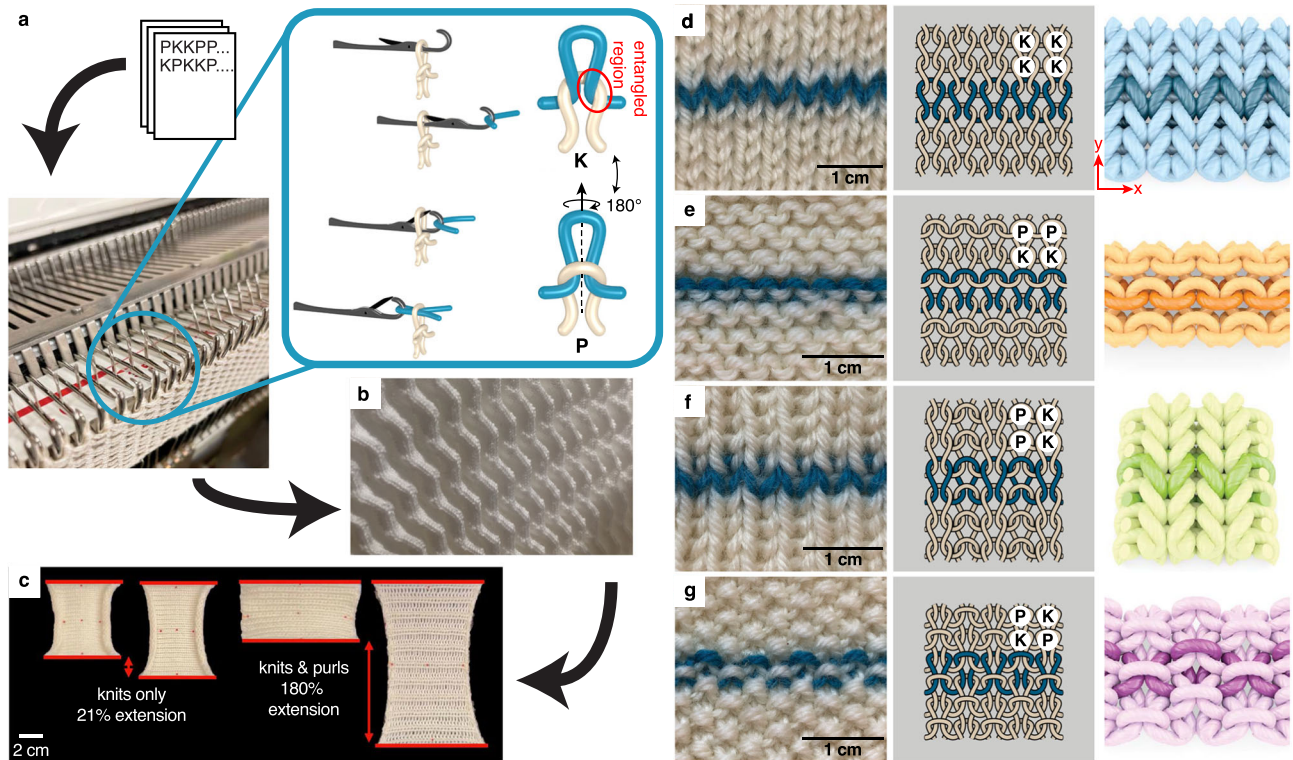 a
PKKPP...
KPKKP....
entangled
region
K
180°
P
b
c
knits only
21% extension
knits & purls
180%
extension
2 cm
d
1 cm
K K
K K
y
x
e
1 cm
P P
K K
f
1 cm
P K
P K
g
1 cm
P K
K P